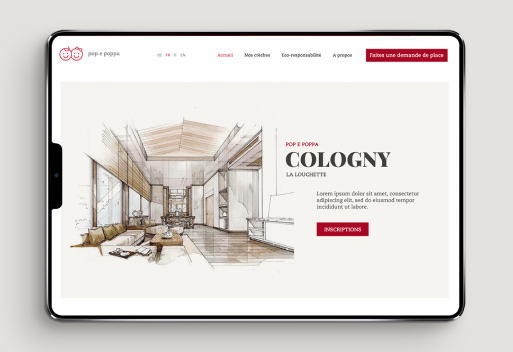 pop e poppa
DE FR IT EN
Accueil
Nos crèches
Eco-responsabilité
A propos
Faites une demande de place
POP E POPPA
COLOGNY
LA LOUCHETTE
Lorem ipsum dolor sit amet, consectetur
adipiscing elit, sed do eiusmod tempor
incididunt ut labore.
INSCRIPTIONS